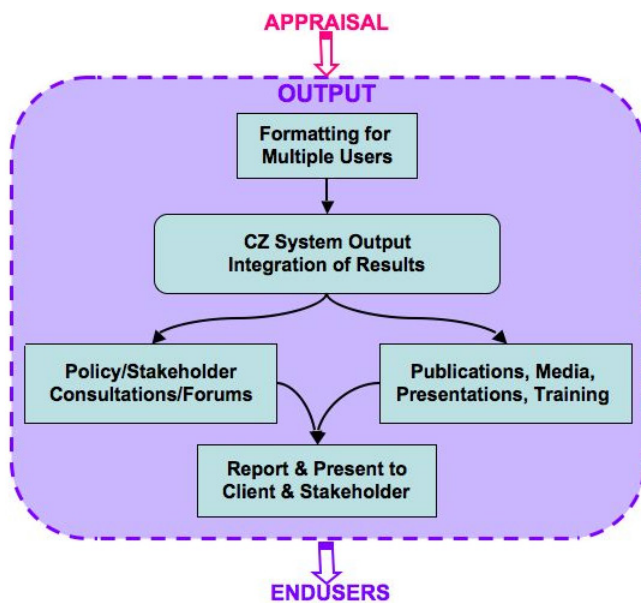 APPRAISAL
OUTPUT
Formatting for
Multiple Users
CZ System Output
Integration of Results
Policy/Stakeholder
Consultations/Forums
Publications, Media,
Presentations, Training
Report & Present to
Client & Stakeholder
ENDUSERS